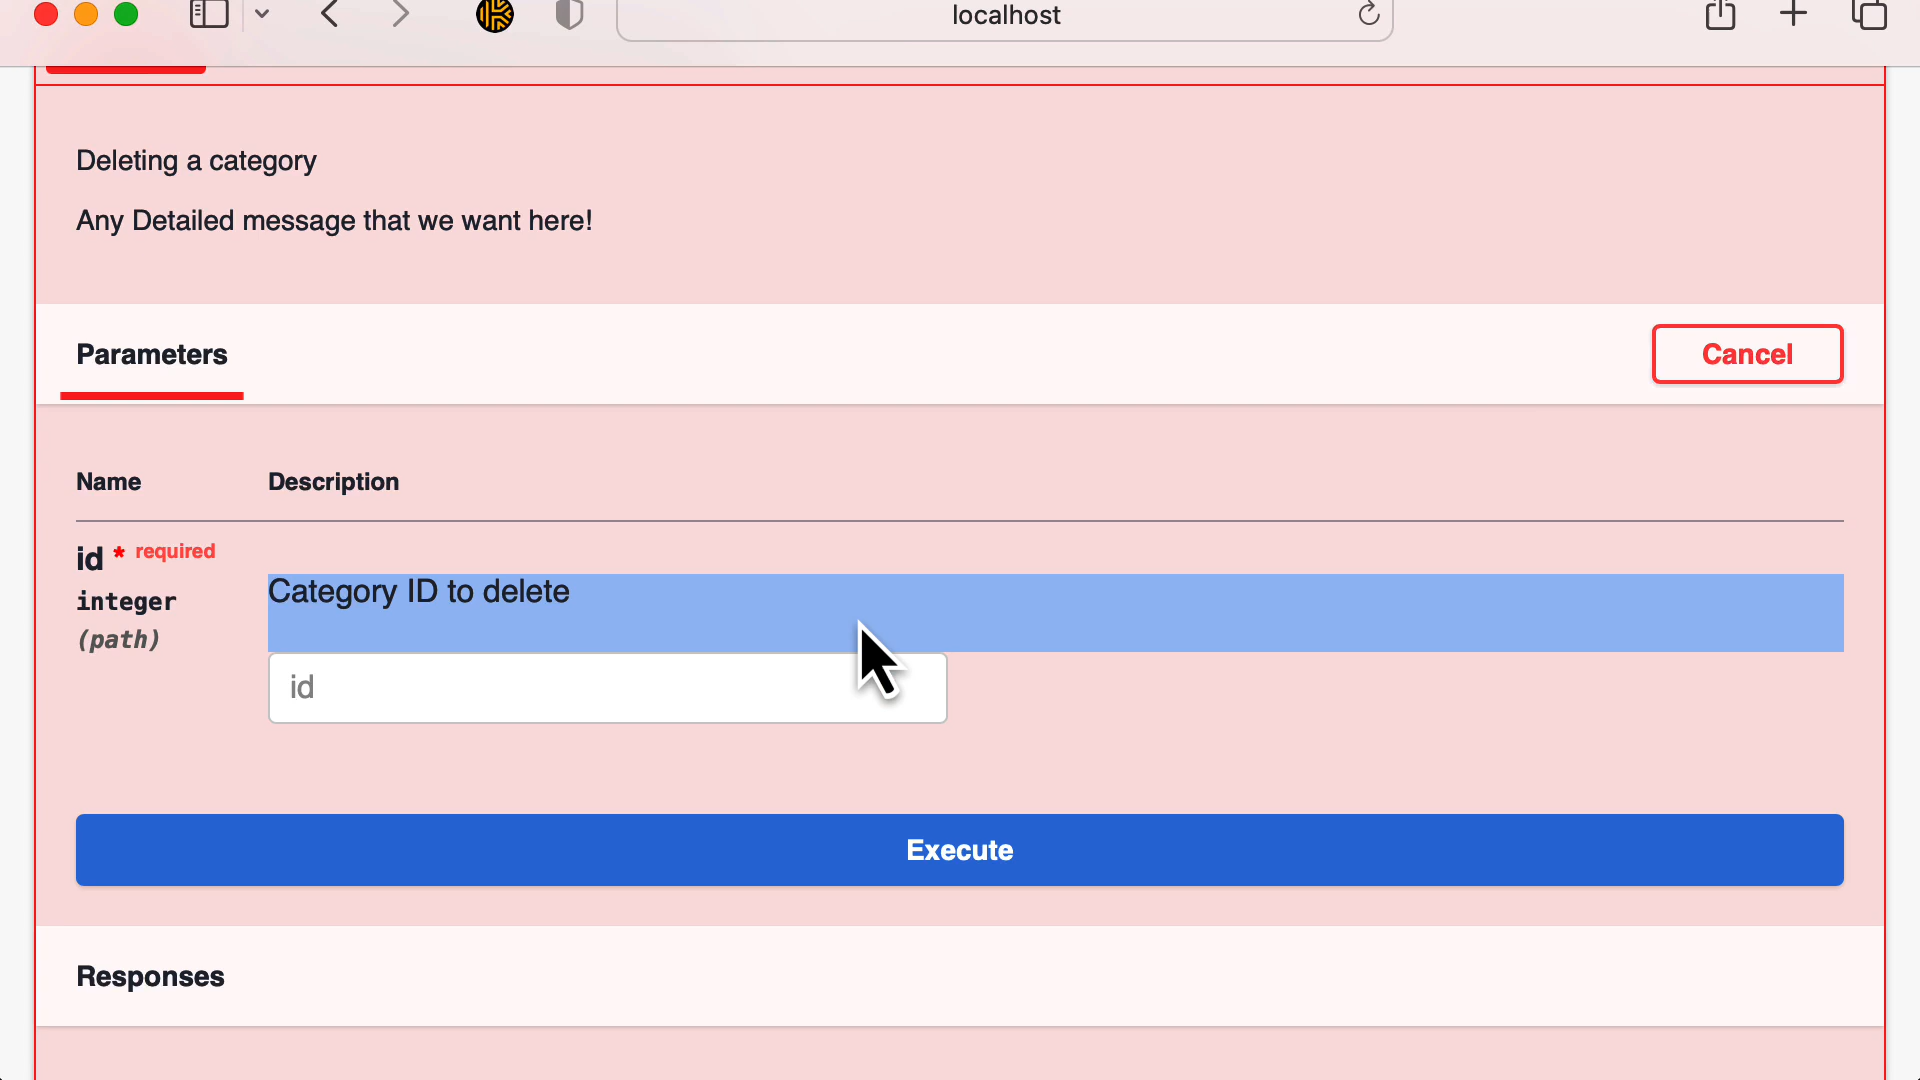 localhost
Deleting a category
Any Detailed message that we want here!
Parameters
Cancel
Name Description
id * required
integer
(path)
Category ID to delete
id
Execute
Responses